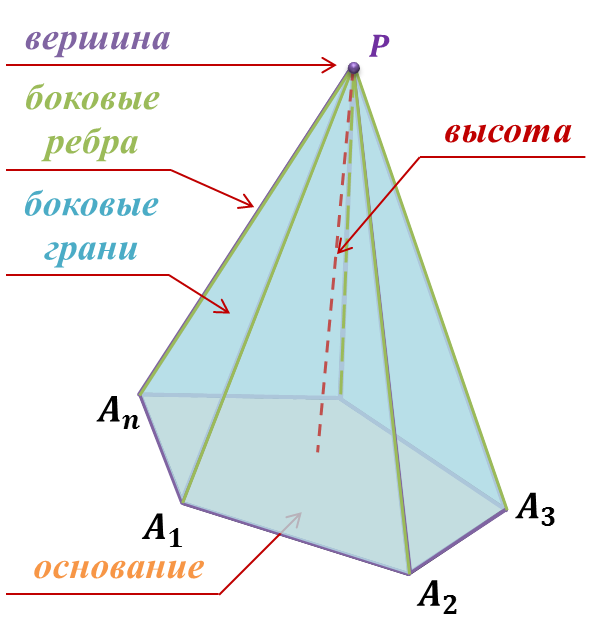 вершина
P
боковые
ребра
высота
боковые
грани
Aₙ
A₁
A₃
основание
A₂